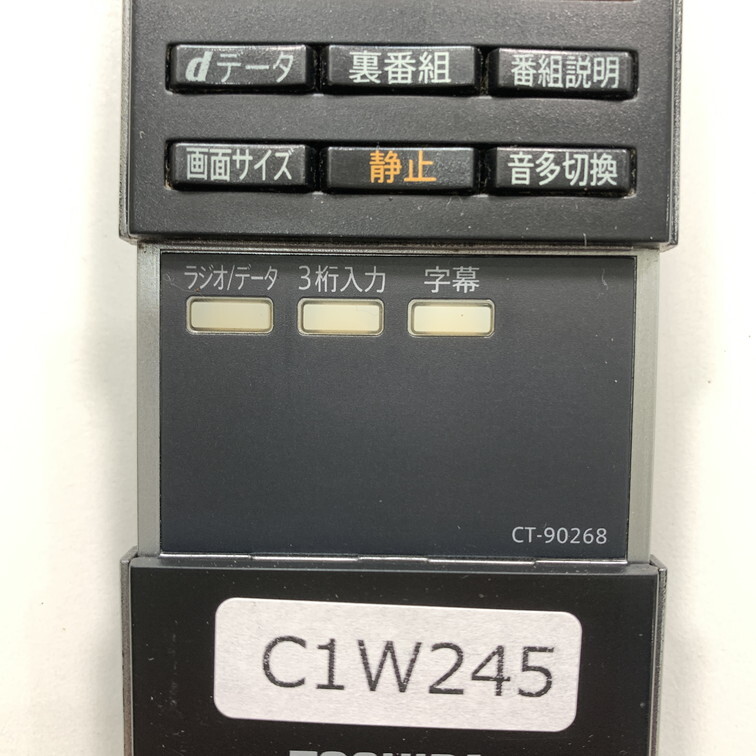 dデータ 裏番組 番組説明
画面サイズ 静止 音多切換
ラジオ/データ 3桁入力 字幕
CT-90268
C1W245
TOSHIBA